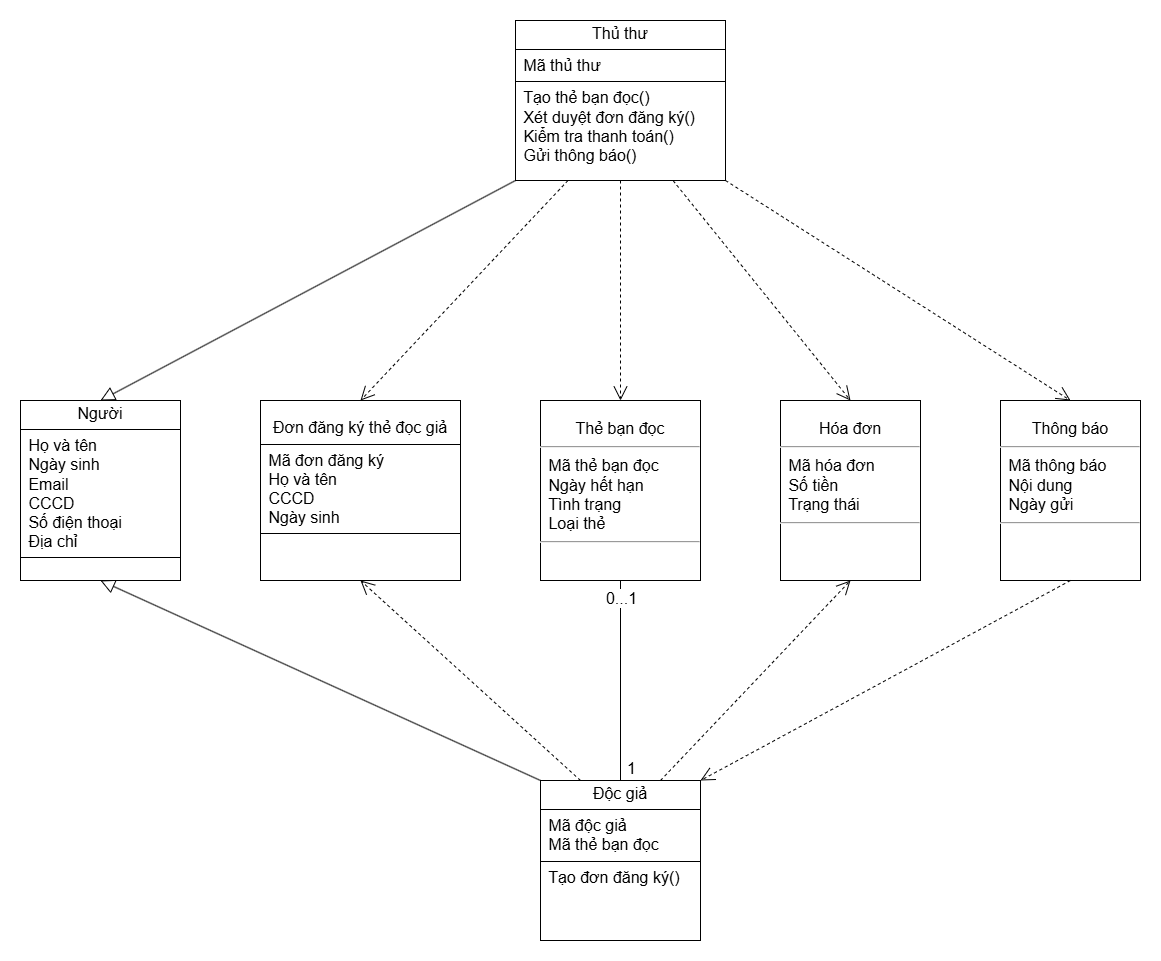 Thủ thư
Mã thủ thư
Tạo thẻ bạn đọc()
Xét duyệt đơn đăng ký()
Kiểm tra thanh toán()
Gửi thông báo()
Người
Họ và tên
Ngày sinh
Email
CCCD
Số điện thoại
Địa chỉ
Đơn đăng ký thẻ đọc giả
Mã đơn đăng ký
Họ và tên
CCCD
Ngày sinh
Thẻ bạn đọc
Mã thẻ bạn đọc
Ngày hết hạn
Tình trạng
Loại thẻ
Hóa đơn
Mã hóa đơn
Số tiền
Trạng thái
Thông báo
Mã thông báo
Nội dung
Ngày gửi
0...1
1
Độc giả
Mã độc giả
Mã thẻ bạn đọc
Tạo đơn đăng ký()